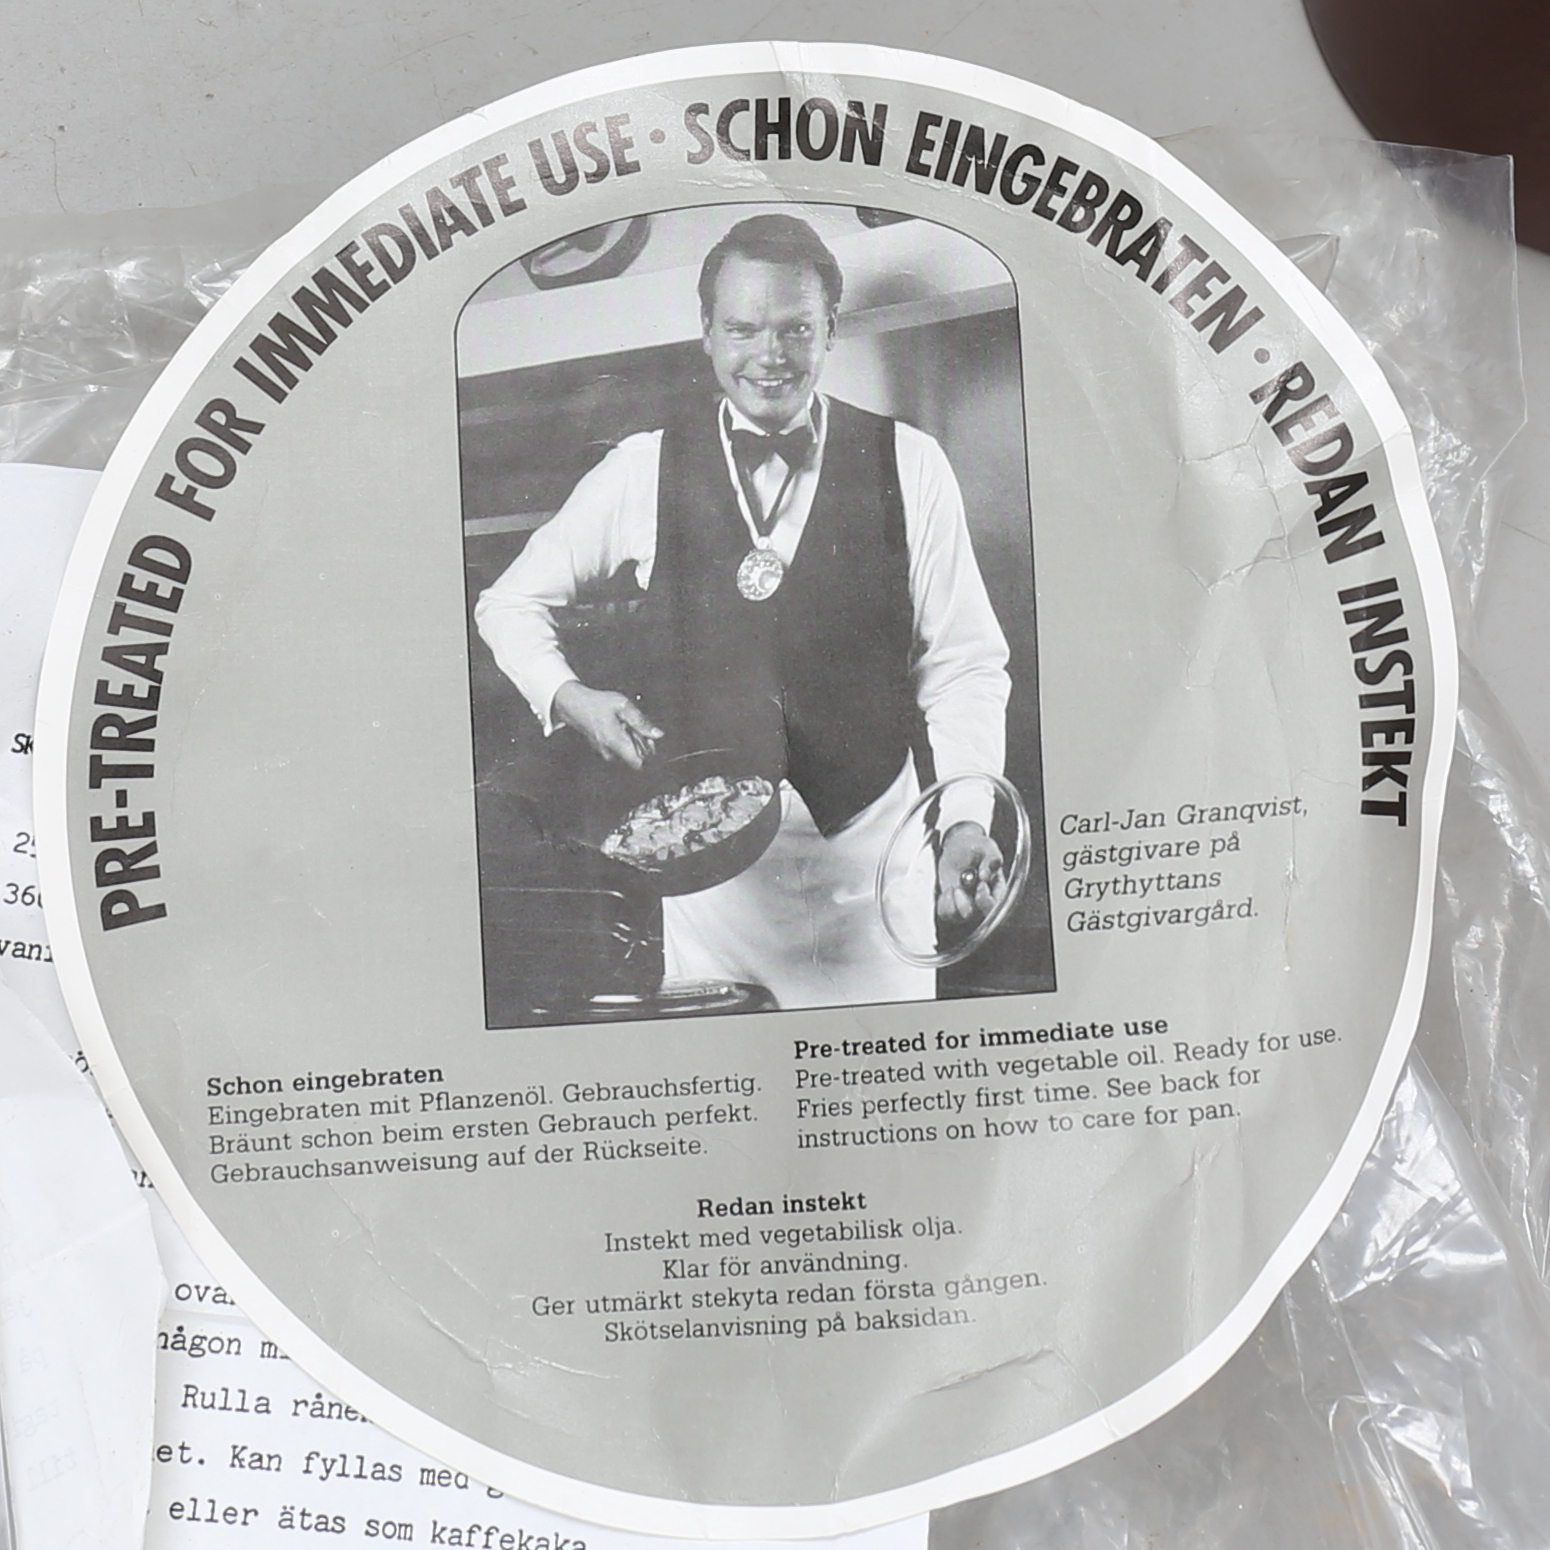 PRE-TREATED FOR IMMEDIATE USE · SCHON EINGEBRATEN · REDAN INSTEKT
Carl-Jan Granqvist,
gästgivare på
Grythyttans
Gästgivargård.
Schon eingebraten
Eingebraten mit Pflanzenöl. Gebrauchsfertig.
Bräunt schon beim ersten Gebrauch perfekt.
Gebrauchsanweisung auf der Rückseite.
Pre-treated for immediate use
Pre-treated with vegetable oil. Ready for use.
Fries perfectly first time. See back for
instructions on how to care for pan.
Redan instekt
Instekt med vegetabilisk olja.
Klar för användning.
Ger utmärkt stekyta redan första gången.
Skötselanvisning på baksidan.
någon
Rulla
et. Kan fyllas med
eller ätas som kaffekaka